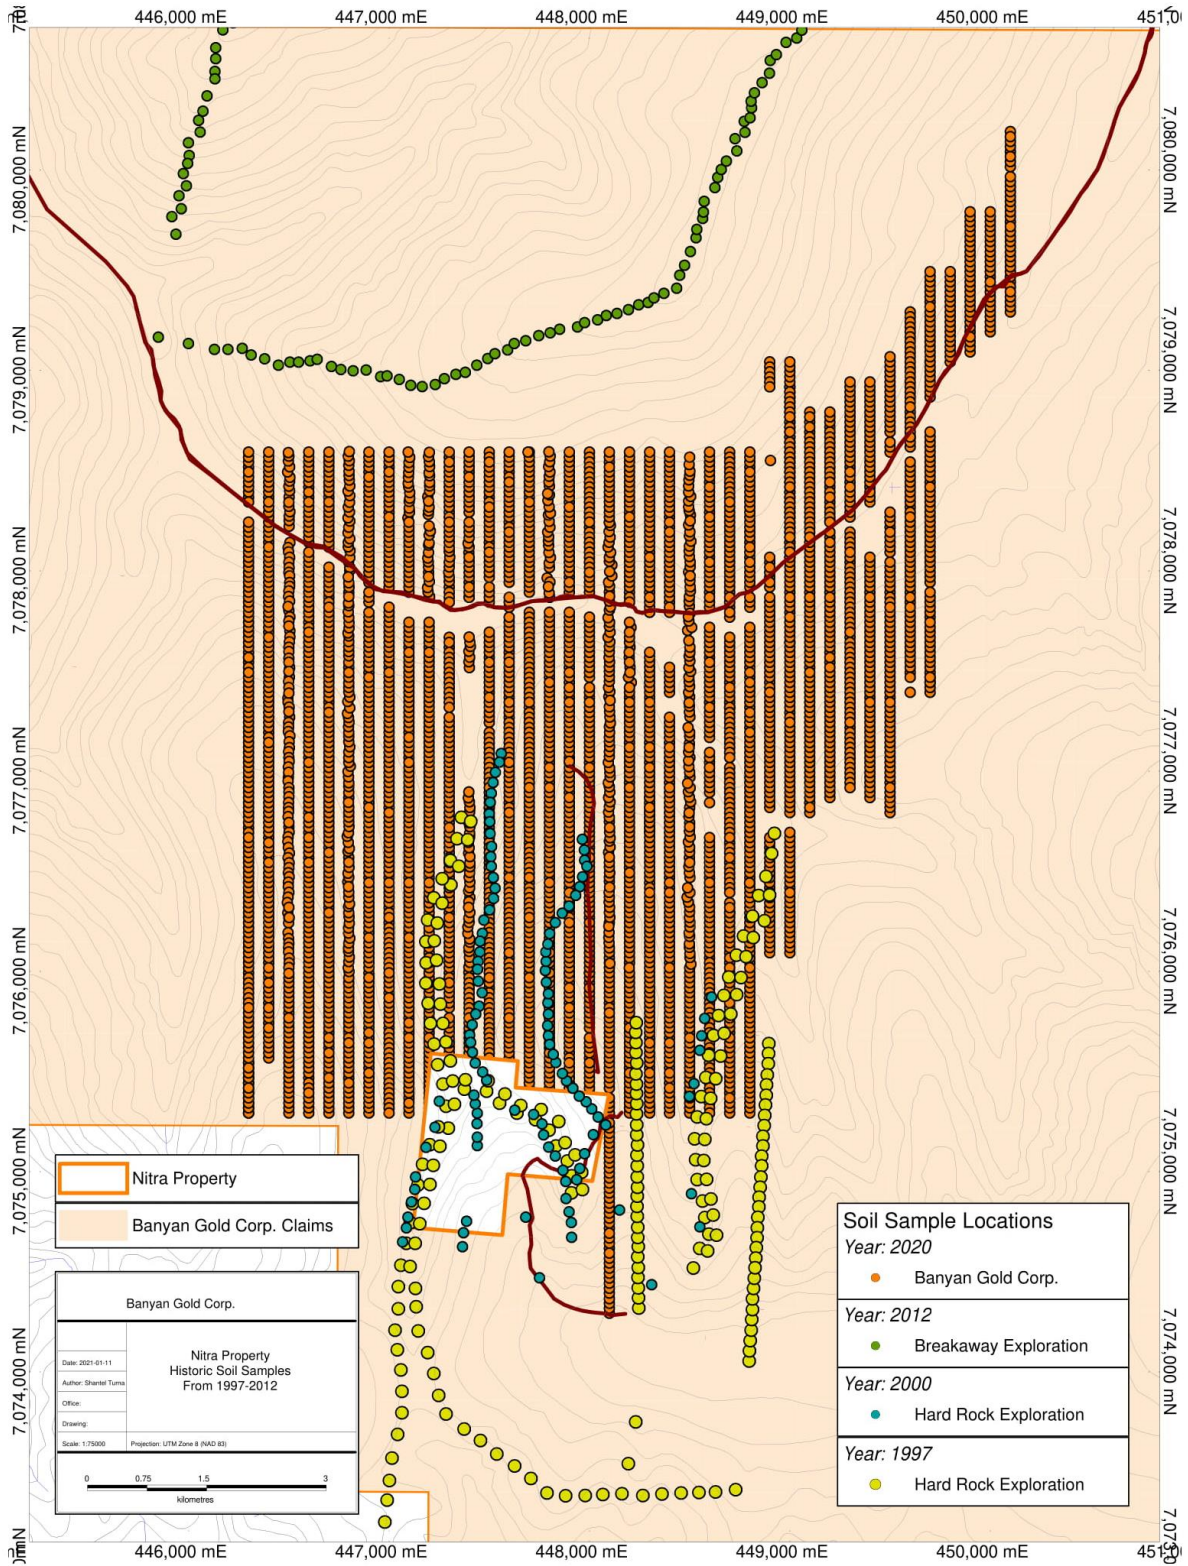 446,000 mE
447,000 mE
448,000 mE
449,000 mE
450,000 mE
451,0
7,080,000 mN
7,079,000 mN
7,078,000 mN
7,077,000 mN
7,076,000 mN
7,075,000 mN
7,074,000 mN
7,080,000 mN
7,079,000 mN
7,078,000 mN
7,077,000 mN
7,076,000 mN
7,075,000 mN
7,074,000 mN
7,073,0
Nitra Property
Banyan Gold Corp. Claims
Banyan Gold Corp.
Date: 2021-01-11
Author: Shantel Turna
Office:
Drawing:
Scale: 1:75000
Nitra Property
Historic Soil Samples
From 1997-2012
Projection: UTM Zone 8 (NAD 83)
0 0.75 1.5 3
kilometres
Soil Sample Locations
Year: 2020
Banyan Gold Corp.
Year: 2012
Breakaway Exploration
Year: 2000
Hard Rock Exploration
Year: 1997
Hard Rock Exploration
446,000 mE
447,000 mE
448,000 mE
449,000 mE
450,000 mE